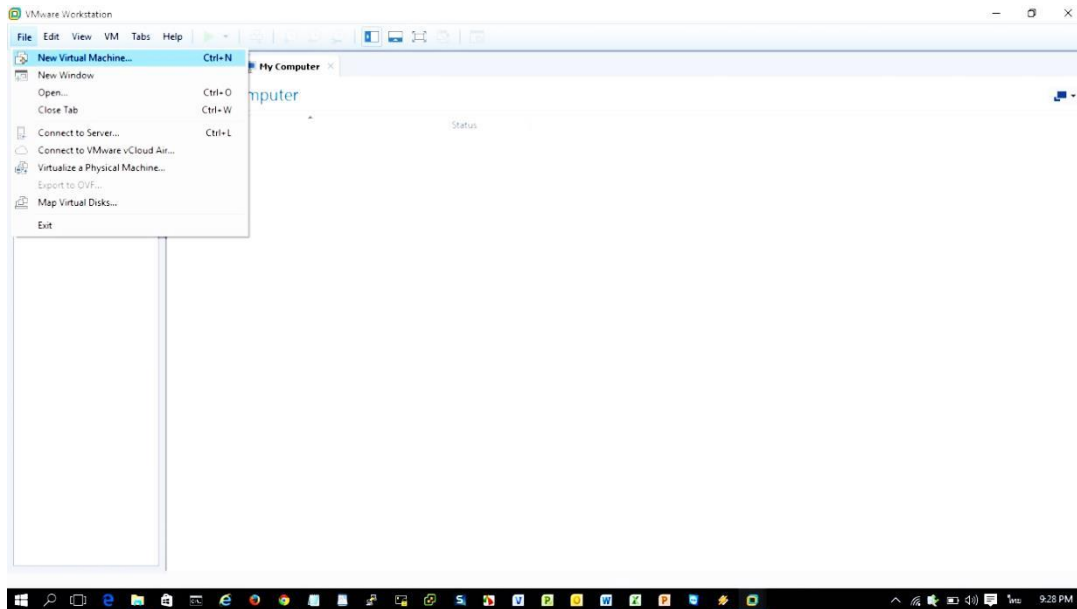 VMware Workstation
File Edit View VM Tabs Help
New Virtual Machine... Ctrl+N
New Window
Open... Ctrl+O
Close Tab Ctrl+W
Connect to Server... Ctrl+L
Connect to VMware vCloud Air...
Virtualize a Physical Machine...
Export to OVF...
Map Virtual Disks...
Exit
My Computer
mputer
Status
9:28 PM